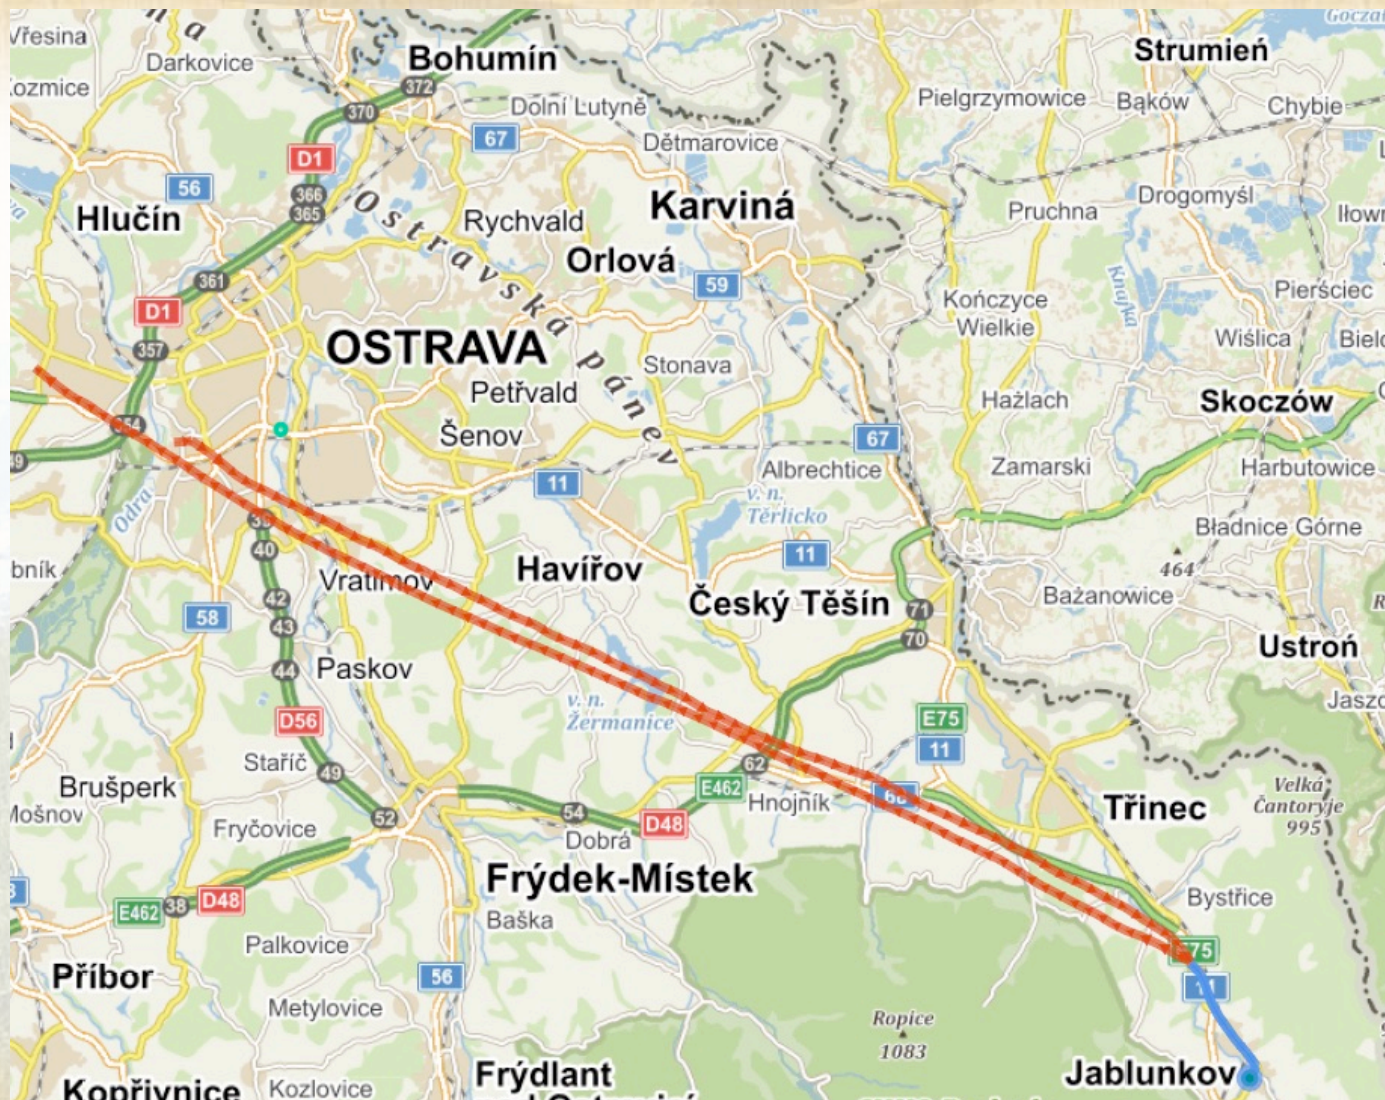 Vřesina
Darkovice
Bohumín
Strumień
372
370
Dolní Lutyně
Pielgrzymowice
Bąków
Chybie
67
Dětmarovice
D1
56
366
365
Hlučín
Rychvald
Karviná
Drogomyśl
Pruchna
Ostravská pánev
Orlová
361
59
Knajka
Pierściec
D1
Kończyce
Wielkie
357
OSTRAVA
Wiślica
Stonava
Petřvald
Hażlach
Skoczów
Šenov
67
Albrechtice
Zamarski
Harbutowice
11
v. n.
Těrlicko
Odra
Bładnice Górne
40
11
464
Havířov
Vratimov
Bażanowice
42
Český Těšín
71
58
43
70
Ustroń
44
Paskov
v. n.
Žermanice
D56
E75
11
Staříč
49
62
Brušperk
E462
Hnojník
68
Velká
Čantoryje
995
54
52
D48
Třinec
Fryčovice
Dobrá
Frýdek-Místek
E462
38
D48
Bystřice
Baška
Palkovice
E75
Příbor
56
11
Metylovice
Ropice
1083
Frýdlant
Jablunkov
Kopřivnice
Kozlovice